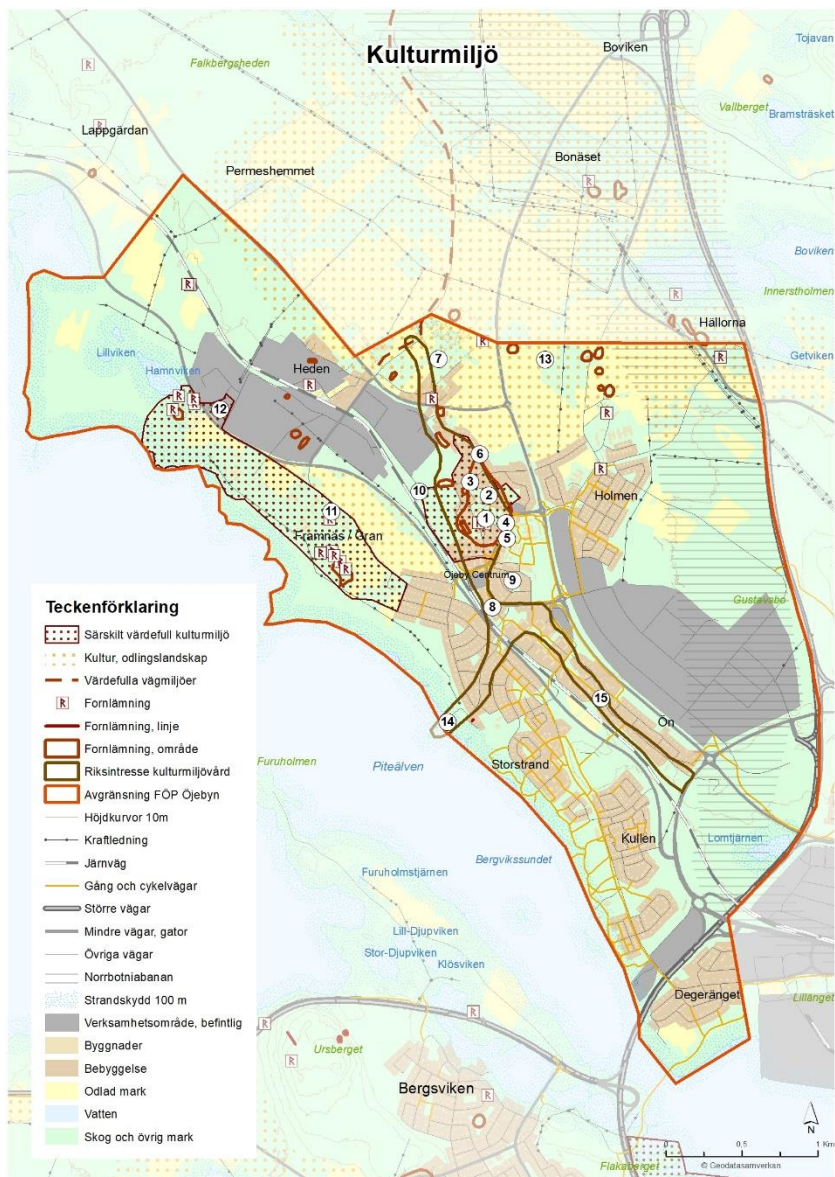 Kulturmiljö
Boviken
Tojavan
Falkbergsheden
Vallberget
Bramsträsket
Lappgärdan
R
R
Bonäset
Permeshemmet
R
Boviken
Innerstholmen
R
R
Hällorna
Lillviken
Hamnviken
Heden
R
7
R
13
R
Getviken
R
R
R
12
R
R
6
3
2
10
1
R
4
5
R
Holmen
11
R
Framnäs / Gran
R
R
R
R
Öjeby Centrum
9
8
Gustavsbo
15
Ön
14
Storstrand
Furuholmen
Piteälven
Kullen
Lomtjärnen
Bergvikssundet
Furuholmstjärnen
Lill-Djupviken
Stor-Djupviken
Klösviken
Degeränget
Lillänget
R
R
Ursberget
R
Bergsviken
R
Flakaberget
Teckenförklaring
Särskilt värdefull kulturmiljö
Kultur, odlingslandskap
Värdefulla vägmiljöer
R Fornlämning
Fornlämning, linje
Fornlämning, område
Riksintresse kulturmiljövård
Avgränsning FÖP Öjebyn
Höjdkurvor 10m
Kraftledning
Järnväg
Gång och cykelvägar
Större vägar
Mindre vägar, gator
Övriga vägar
Norrbotniabanan
Strandskydd 100 m
Verksamhetsområde, befintlig
Byggnader
Bebyggelse
Odlad mark
Vatten
Skog och övrig mark
N
0 0,5 1 Km
© Geodatasamverkan